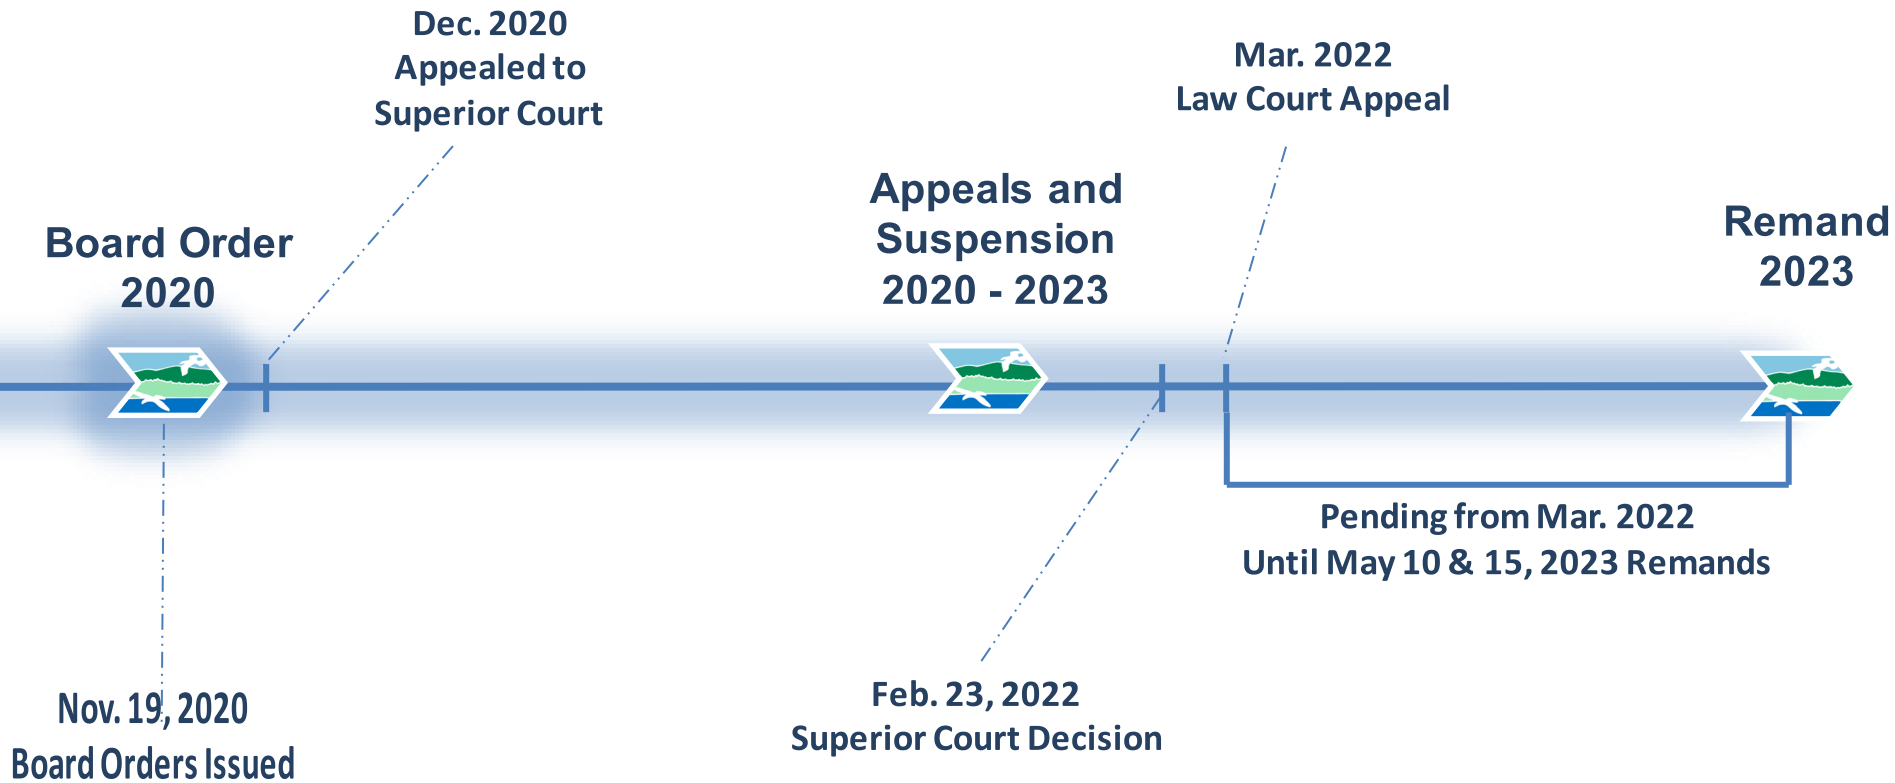 Dec. 2020
Appealed to
Superior Court
Mar. 2022
Law Court Appeal
Board Order
2020
Appeals and
Suspension
2020 - 2023
Remand
2023
Pending from Mar. 2022
Until May 10 & 15, 2023 Remands
Nov. 19, 2020
Board Orders Issued
Feb. 23, 2022
Superior Court Decision